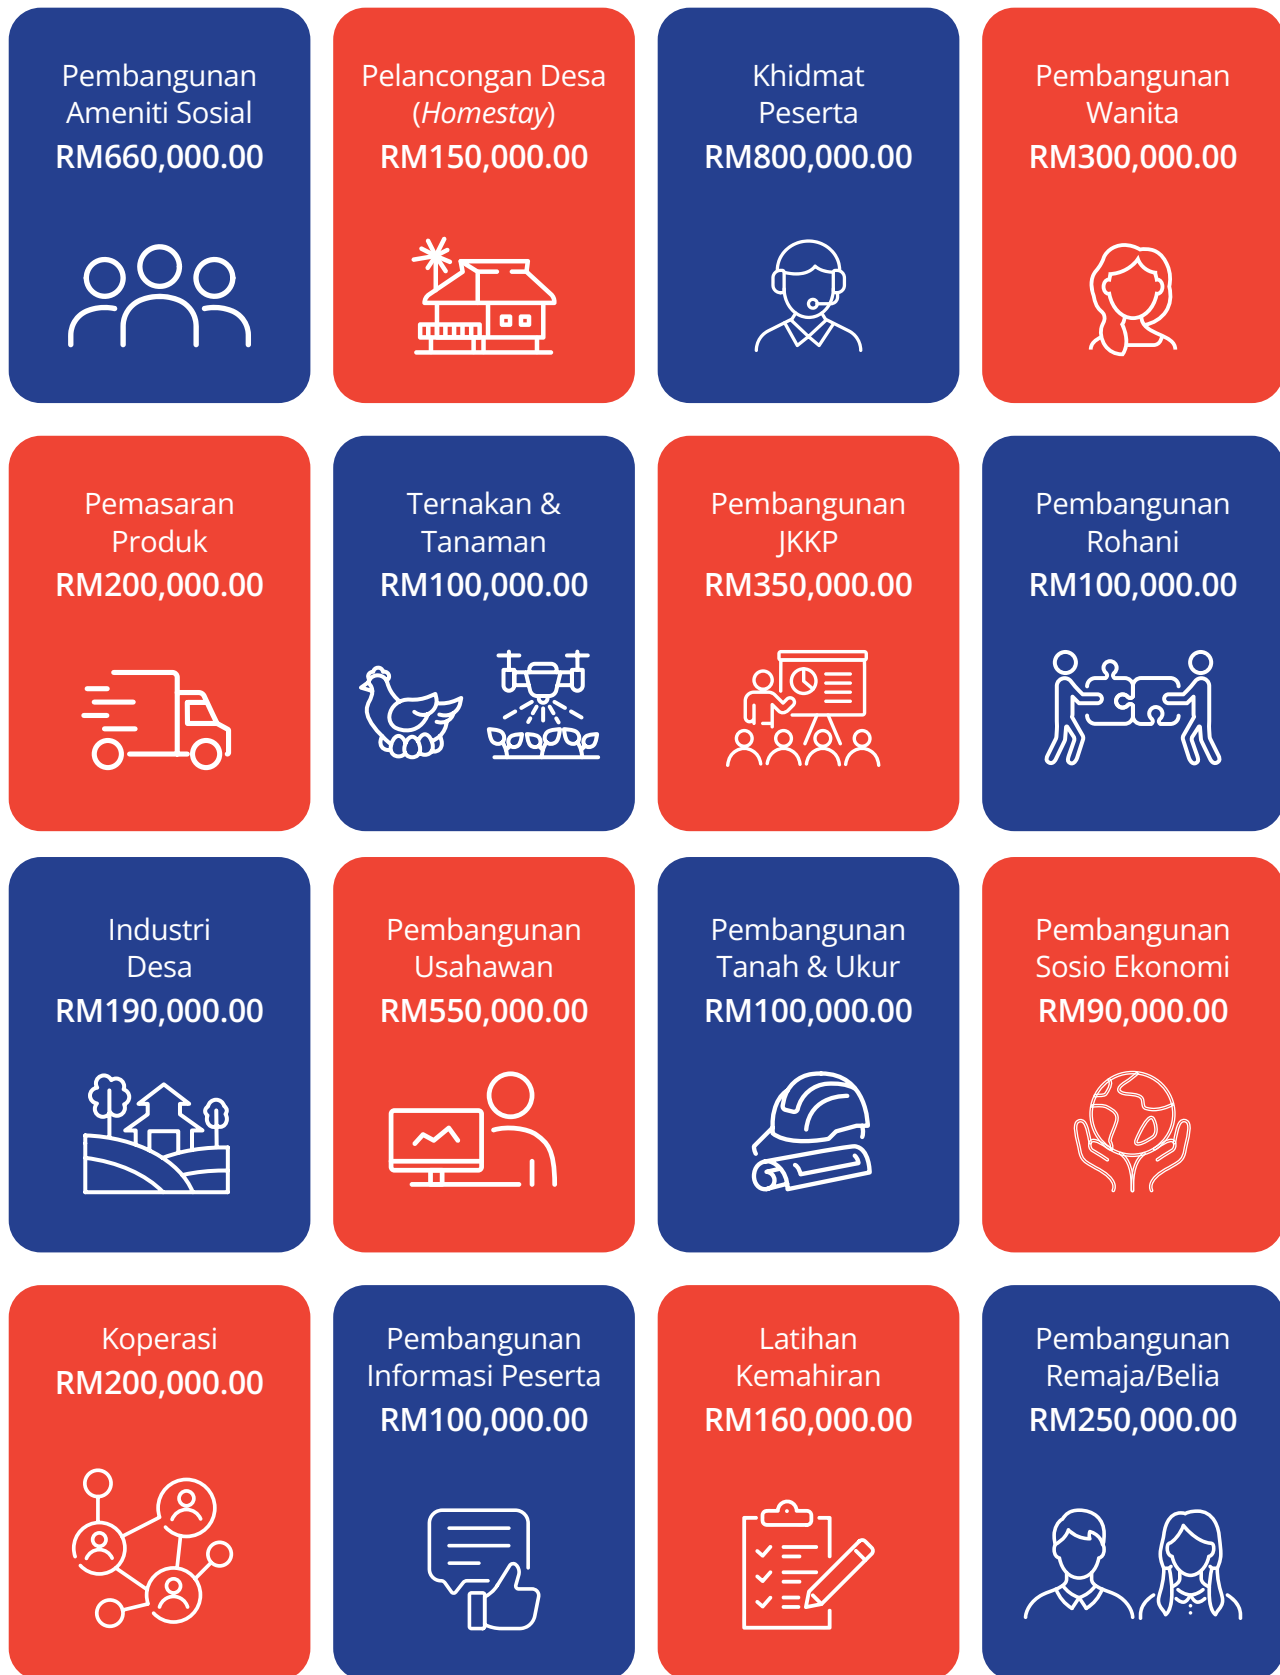 Pembangunan
Ameniti Sosial
RM660,000.00
Pelancongan Desa
(Homestay)
RM150,000.00
Khidmat
Peserta
RM800,000.00
Pembangunan
Wanita
RM300,000.00
Pemasaran
Produk
RM200,000.00
Ternakan &
Tanaman
RM100,000.00
Pembangunan
JKKP
RM350,000.00
Pembangunan
Rohani
RM100,000.00
Industri
Desa
RM190,000.00
Pembangunan
Usahawan
RM550,000.00
Pembangunan
Tanah & Ukur
RM100,000.00
Pembangunan
Sosio Ekonomi
RM90,000.00
Koperasi
RM200,000.00
Pembangunan
Informasi Peserta
RM100,000.00
Latihan
Kemahiran
RM160,000.00
Pembangunan
Remaja/Belia
RM250,000.00